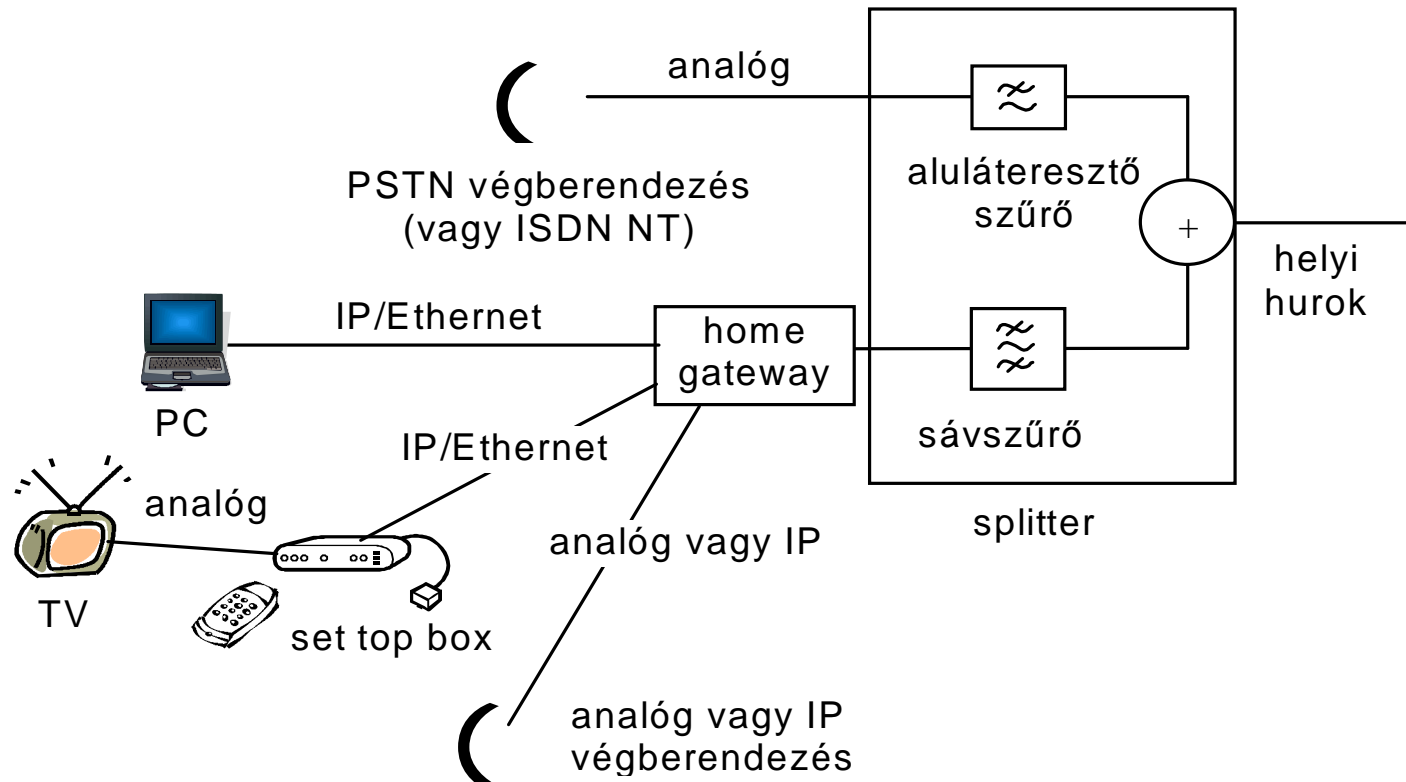 analóg
PSTN végberendezés
(vagy ISDN NT)
aluláteresztő
szűrő
+
helyi
hurok
IP/Ethernet
home
gateway
PC
sávszűrő
IP/Ethernet
analóg
splitter
analóg vagy IP
TV
set top box
analóg vagy IP
végberendezés